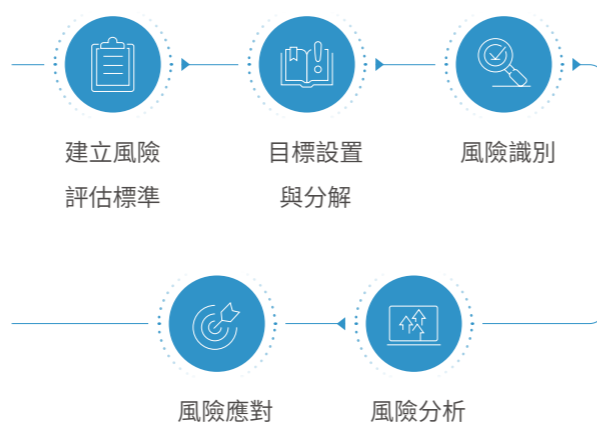 建立風險
評估標準
目標設置
與分解
風險識別
風險應對
風險分析